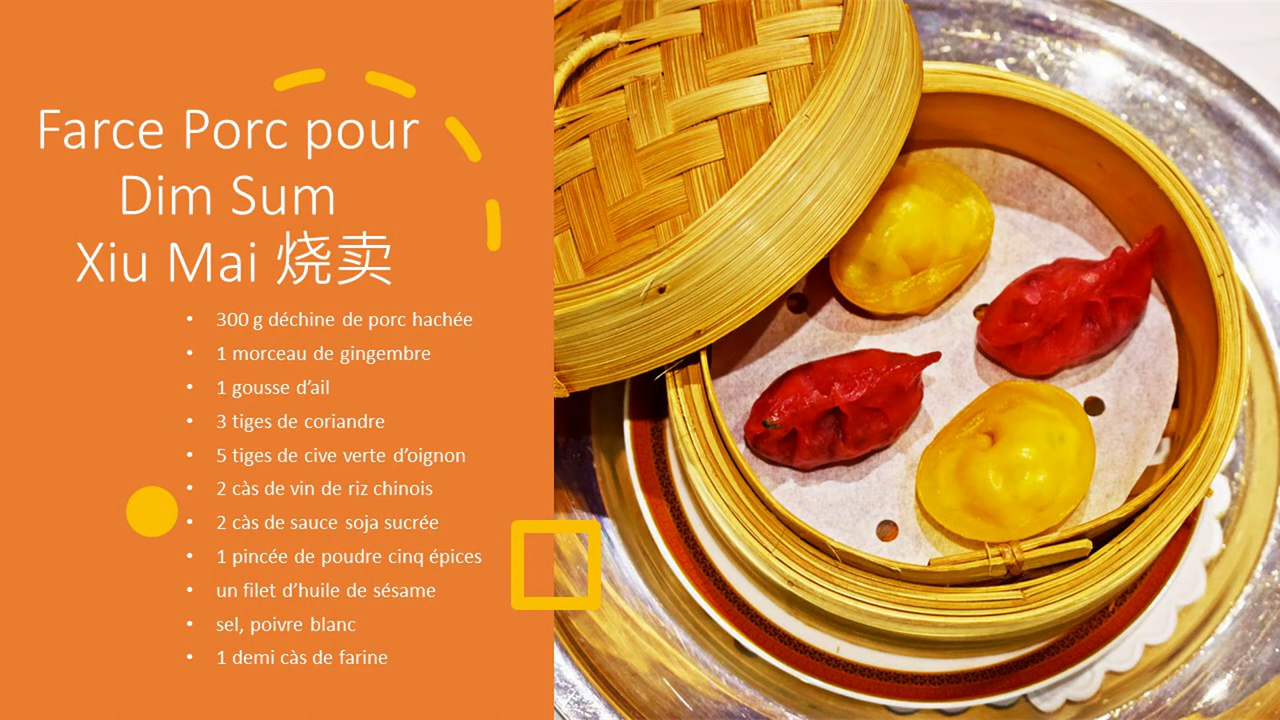 Farce Porc pour
Dim Sum
Xiu Mai 烧卖
• 300 g déchine de porc hachée
• 1 morceau de gingembre
• 1 gousse d’ail
• 3 tiges de coriandre
• 5 tiges de cive verte d’oignon
• 2 càs de vin de riz chinois
• 2 càs de sauce soja sucrée
• 1 pincée de poudre cinq épices
• un filet d’huile de sésame
• sel, poivre blanc
• 1 demi càs de farine